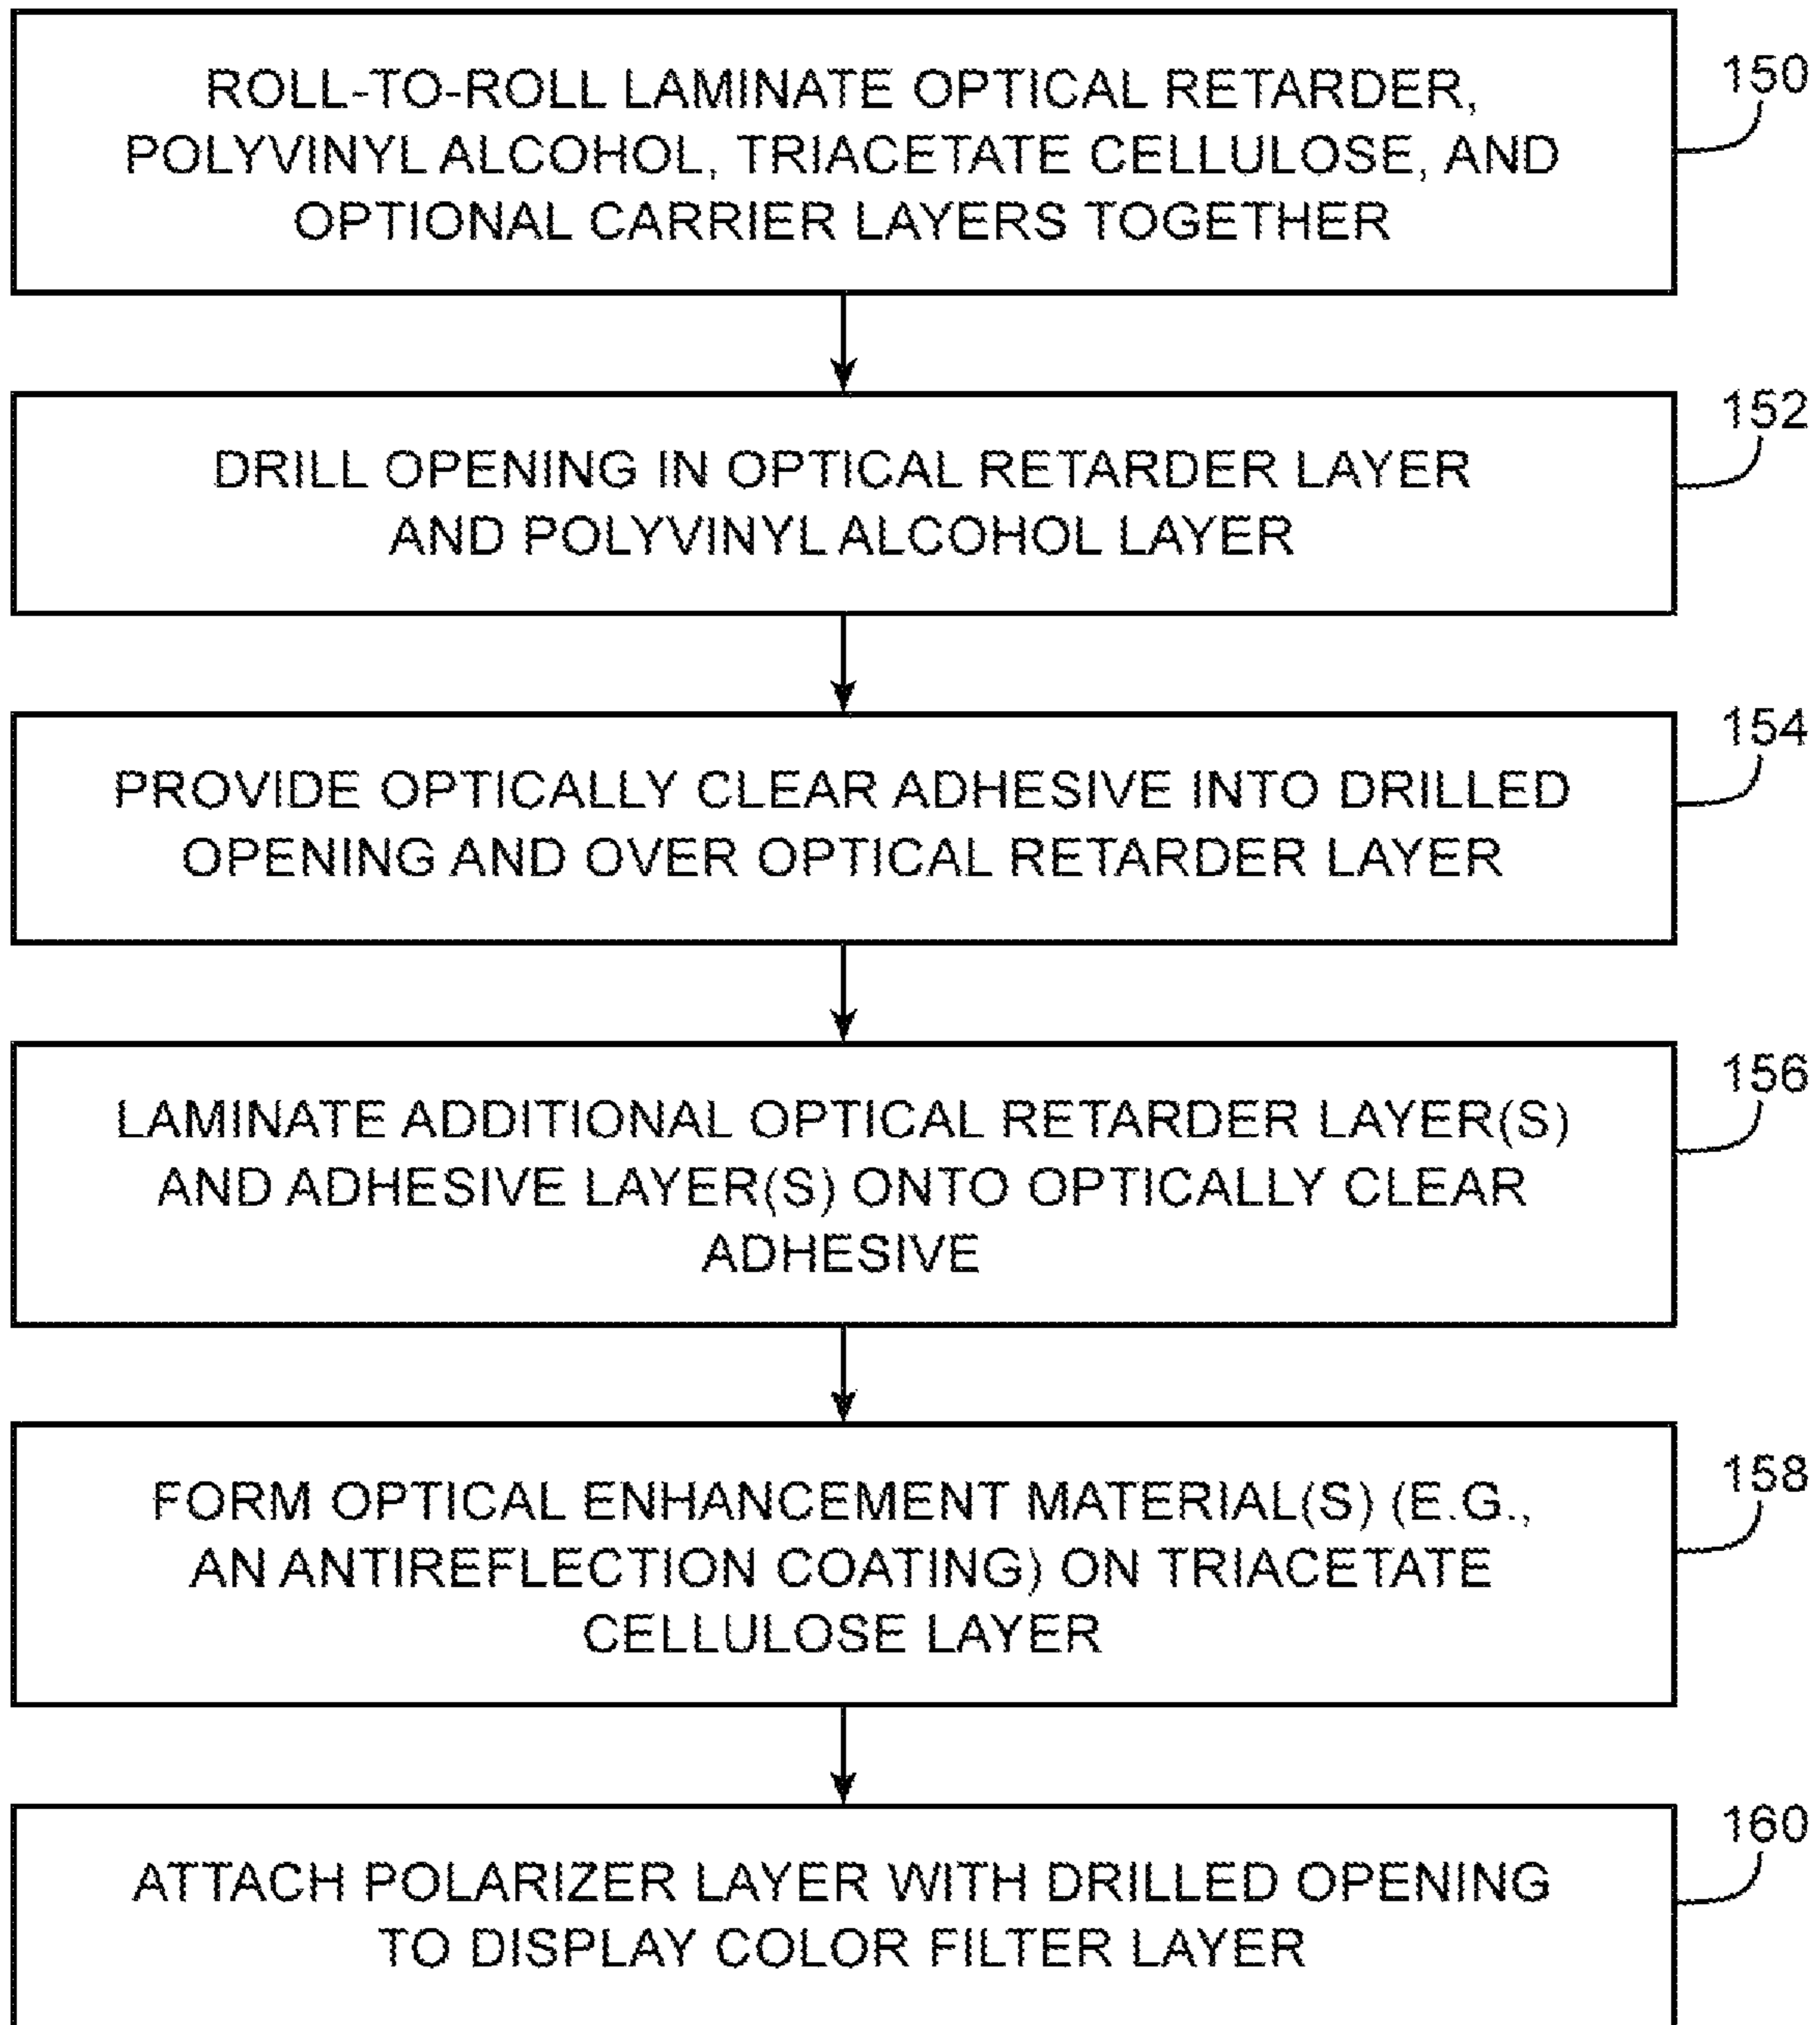 ROLL-TO-ROLL LAMINATE OPTICAL RETARDER,
POLYVINYL ALCOHOL, TRIACETATE CELLULOSE, AND
OPTIONAL CARRIER LAYERS TOGETHER
150
DRILL OPENING IN OPTICAL RETARDER LAYER
AND POLYVINYL ALCOHOL LAYER
152
PROVIDE OPTICALLY CLEAR ADHESIVE INTO DRILLED
OPENING AND OVER OPTICAL RETARDER LAYER
154
LAMINATE ADDITIONAL OPTICAL RETARDER LAYER(S)
AND ADHESIVE LAYER(S) ONTO OPTICALLY CLEAR
ADHESIVE
156
FORM OPTICAL ENHANCEMENT MATERIAL(S) (E.G.,
AN ANTIREFLECTION COATING) ON TRIACETATE
CELLULOSE LAYER
158
ATTACH POLARIZER LAYER WITH DRILLED OPENING
TO DISPLAY COLOR FILTER LAYER
160